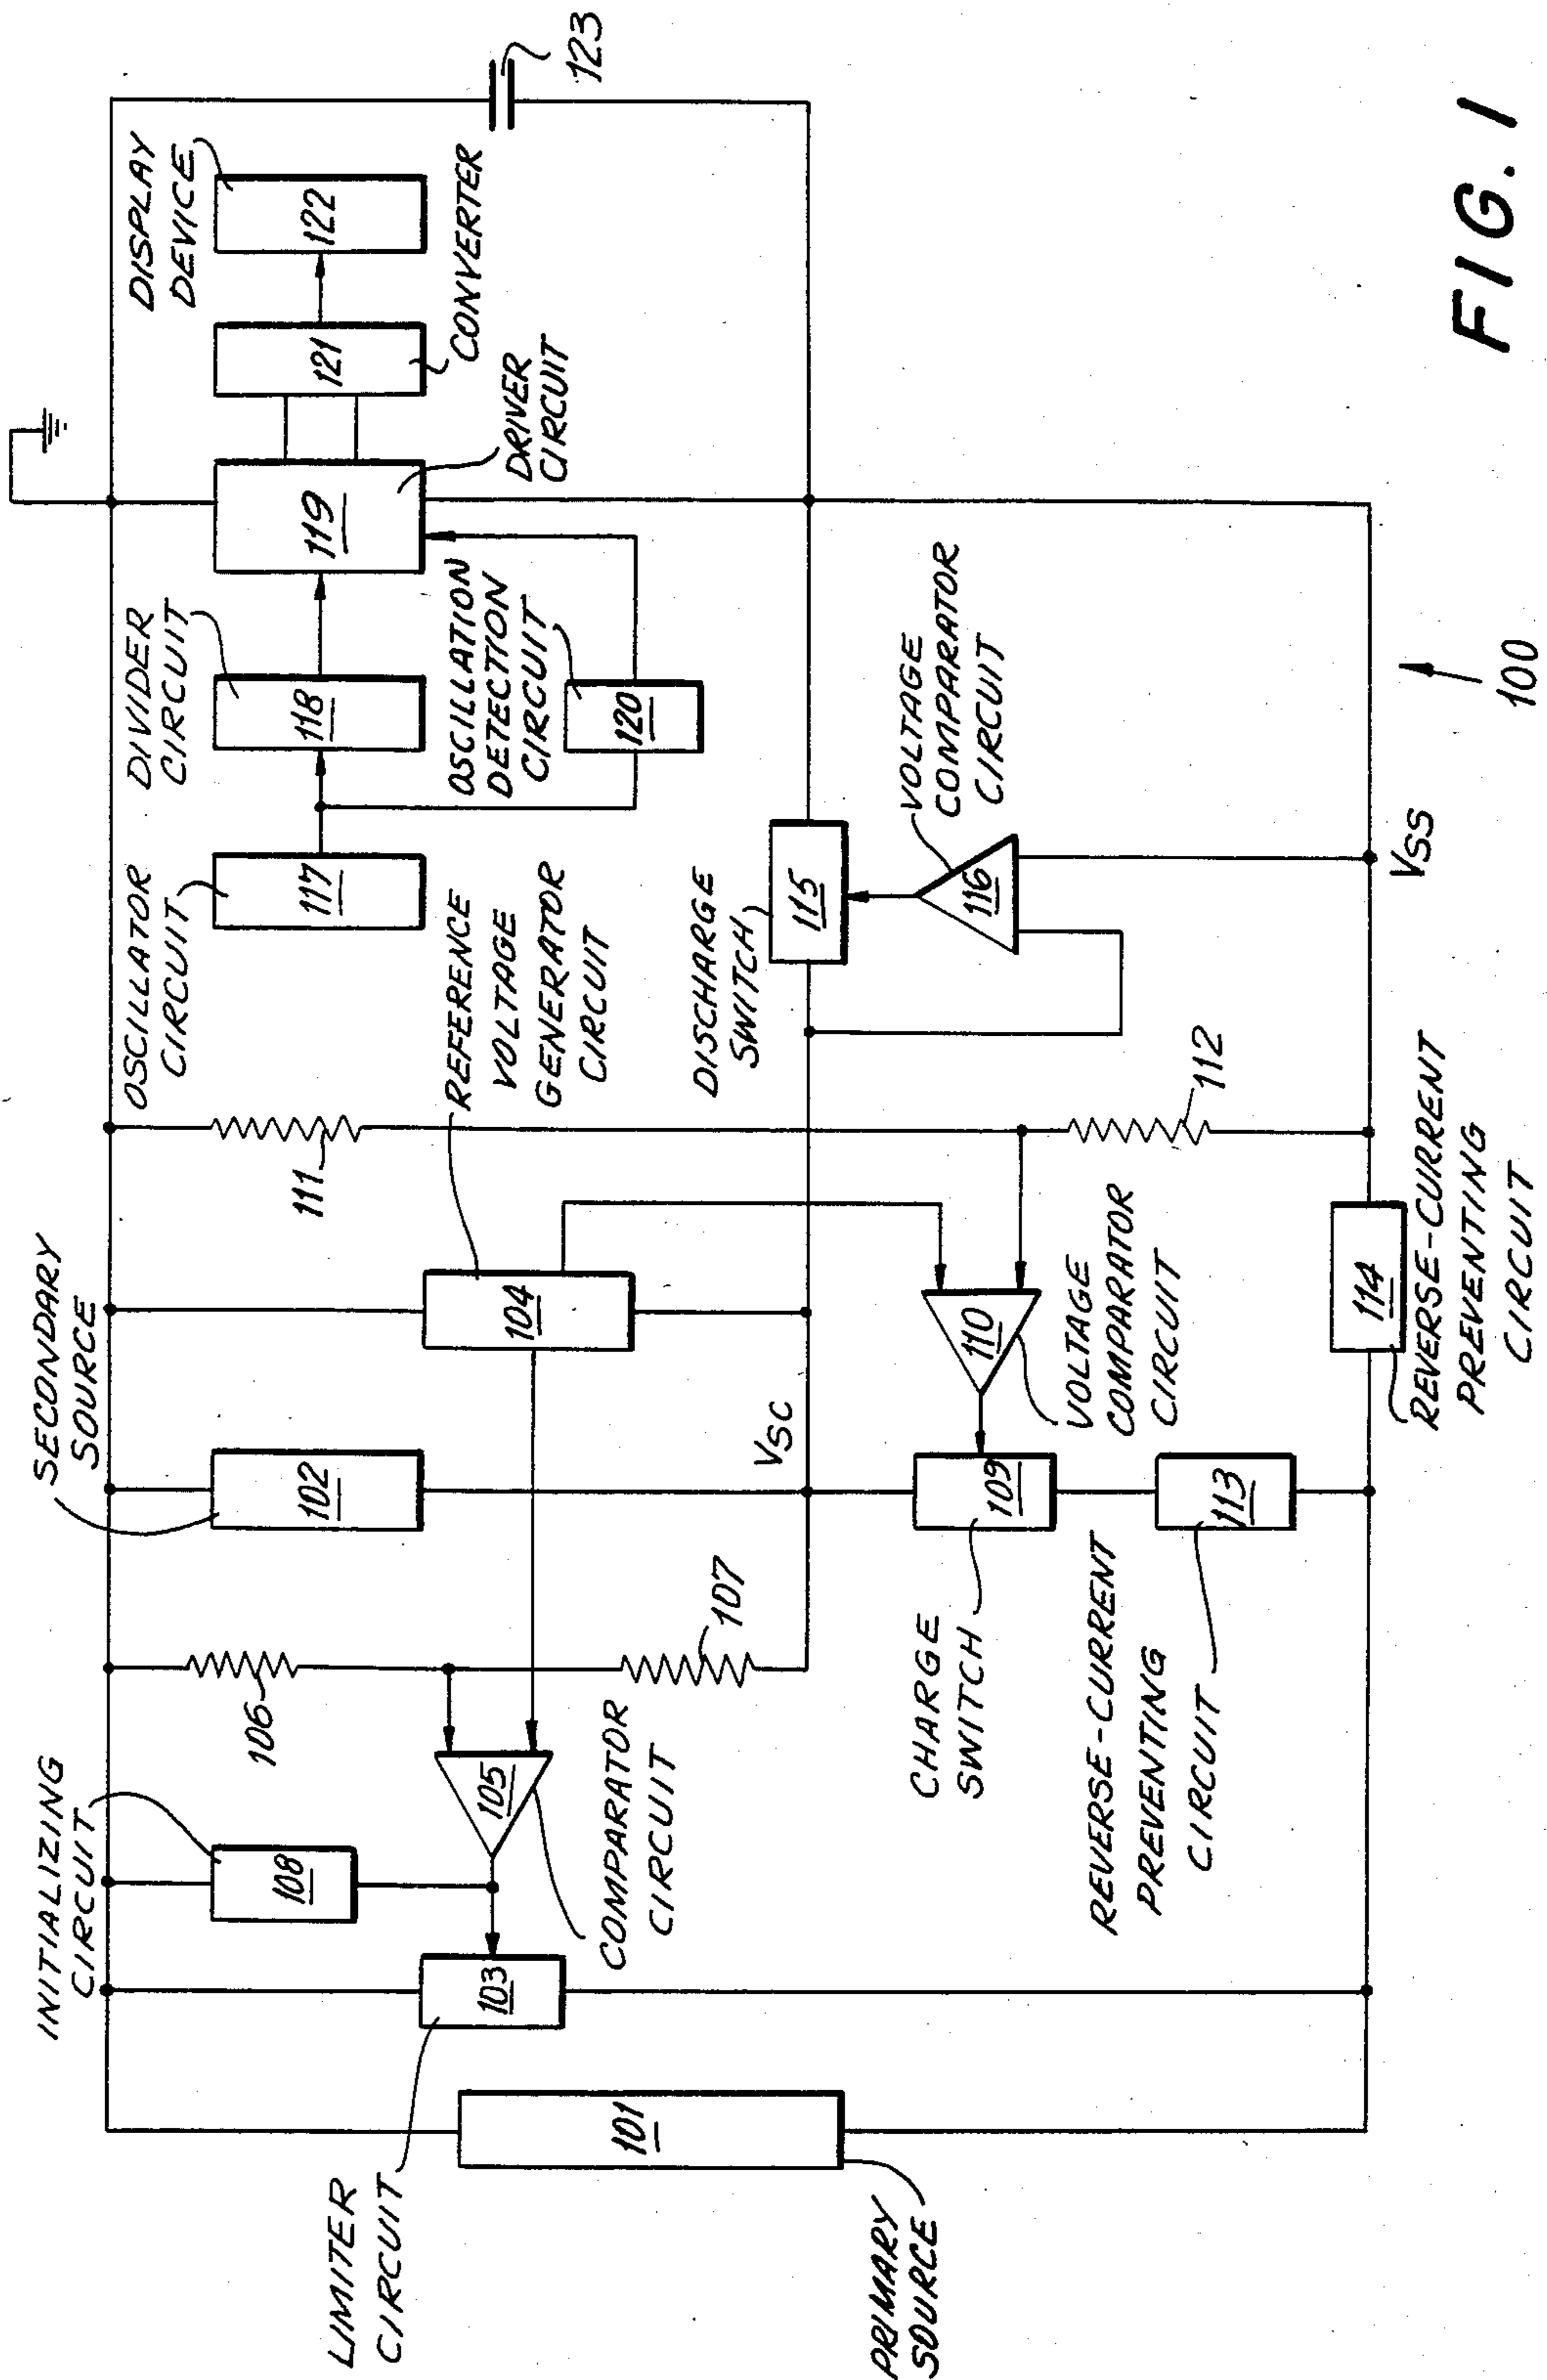 INITIALIZING
CIRCUIT
SECONDARY
SOURCE
OSCILLATOR
CIRCUIT
DIVIDER
CIRCUIT
DISPLAY
DEVICE
LIMITER
CIRCUIT
108
106
102
111
117
118
119
121
122
103
105
104
REFERENCE
VOLTAGE
GENERATOR
CIRCUIT
OSCILLATION
DETECTION
CIRCUIT
120
DRIVER
CIRCUIT
CONVERTER
123
101
COMPARATOR
CIRCUIT
107
VSC
DISCHARGE
SWITCH
115
PRIMARY
SOURCE
CHARGE
SWITCH
109
110
VOLTAGE
COMPARATOR
CIRCUIT
116
VOLTAGE
COMPARATOR
CIRCUIT
REVERSE-CURRENT
PREVENTING
CIRCUIT
113
112
114
REVERSE-CURRENT
PREVENTING
CIRCUIT
VSS
100
FIG. 1